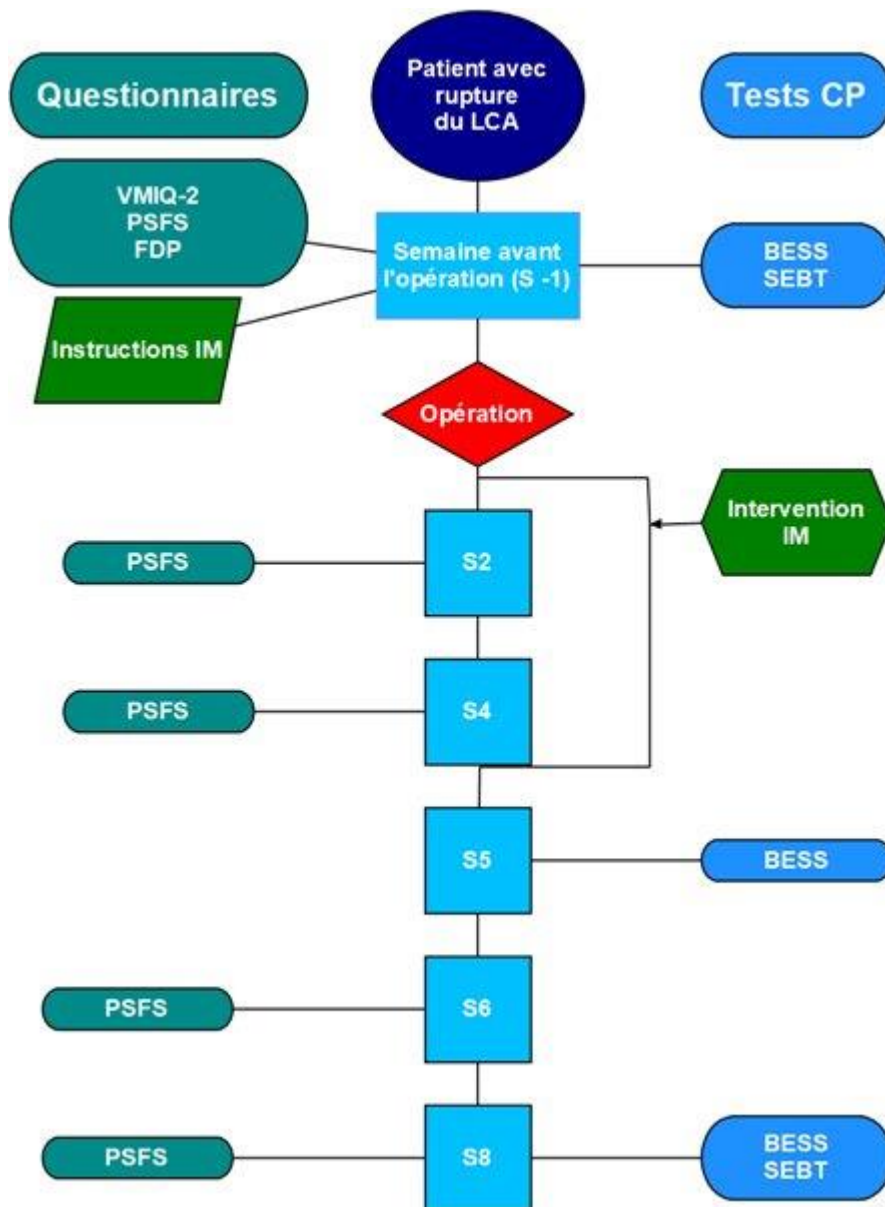 Questionnaires
Patient avec
rupture
du LCA
Tests CP
VMIQ-2
PSFS
FDP
Semaine avant
l'opération (S -1)
BESS
SEBT
Instructions IM
Opération
Intervention
IM
PSFS
S2
PSFS
S4
S5
BESS
PSFS
S6
PSFS
S8
BESS
SEBT